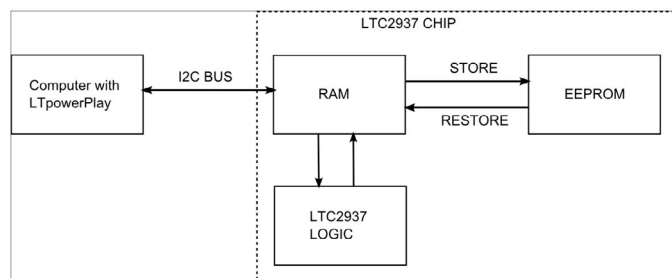 LTC2937 CHIP
Computer with
LTpowerPlay
I2C BUS
RAM
STORE
RESTORE
EEPROM
LTC2937
LOGIC